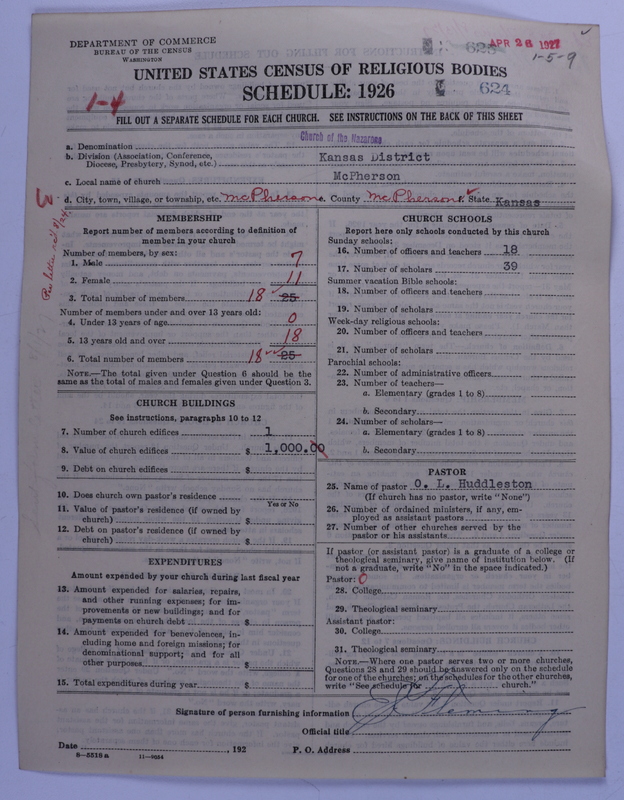 DEPARTMENT OF COMMERCE
BUREAU OF THE CENSUS
WASHINGTON
625 APR 26 1927
1-5-9
UNITED STATES CENSUS OF RELIGIOUS BODIES
SCHEDULE: 1926
624
1-4
FILL OUT A SEPARATE SCHEDULE FOR EACH CHURCH. SEE INSTRUCTIONS ON THE BACK OF THIS SHEET
a. Denomination Church of the Nazarene
b. Division (Association, Conference, Diocese, Presbytery, Synod, etc.) Kansas District
c. Local name of church McPherson
d. City, town, village, or township, etc. McPherson e. County McPherson f. State Kansas
MEMBERSHIP
Report number of members according to definition of
member in your church
Number of members, by sex:
1. Male 7
2. Female 11
3. Total number of members 18 25
Number of members under and over 13 years old:
4. Under 13 years of age 0
5. 13 years old and over 18
6. Total number of members 18 25
NOTE.—The total given under Question 6 should be the
same as the total of males and females given under Question 3.
CHURCH BUILDINGS
See instructions, paragraphs 10 to 12
7. Number of church edifices 1
8. Value of church edifices $ 1,000.00
9. Debt on church edifices $
10. Does church own pastor's residence
Yes or No
11. Value of pastor's residence (if owned by
church) $
12. Debt on pastor's residence (if owned by
church) $
EXPENDITURES
Amount expended by your church during last fiscal year
13. Amount expended for salaries, repairs,
and other running expenses; for im-
provements or new buildings; and for
payments on church debt $
14. Amount expended for benevolences, in-
cluding home and foreign missions; for
denominational support; and for all
other purposes $
15. Total expenditures during year $
CHURCH SCHOOLS
Report here only schools conducted by this church
Sunday schools:
16. Number of officers and teachers 18
17. Number of scholars 39
Summer vacation Bible schools:
18. Number of officers and teachers
19. Number of scholars
Week-day religious schools:
20. Number of officers and teachers
21. Number of scholars
Parochial schools:
22. Number of administrative officers
23. Number of teachers—
a. Elementary (grades 1 to 8)
b. Secondary
24. Number of scholars—
a. Elementary (grades 1 to 8)
b. Secondary
PASTOR
25. Name of pastor O. L. Huddleston
(If church has no pastor, write "None")
26. Number of ordained ministers, if any, em-
ployed as assistant pastors
27. Number of other churches served by the
pastor or his assistants
If pastor (or assistant pastor) is a graduate of a college or
theological seminary, give name of institution below. (If
not a graduate, write "No" in the space indicated.)
Pastor: 0
28. College
29. Theological seminary
Assistant pastor:
30. College
31. Theological seminary
NOTE.—Where one pastor serves two or more churches,
Questions 28 and 29 should be answered only on the schedule
for one of the churches; on the schedules for the other churches,
write "See schedule for church."
Signature of person furnishing information Fleming
Official title
Date , 192 P. O. Address
8-5519a 11-9054